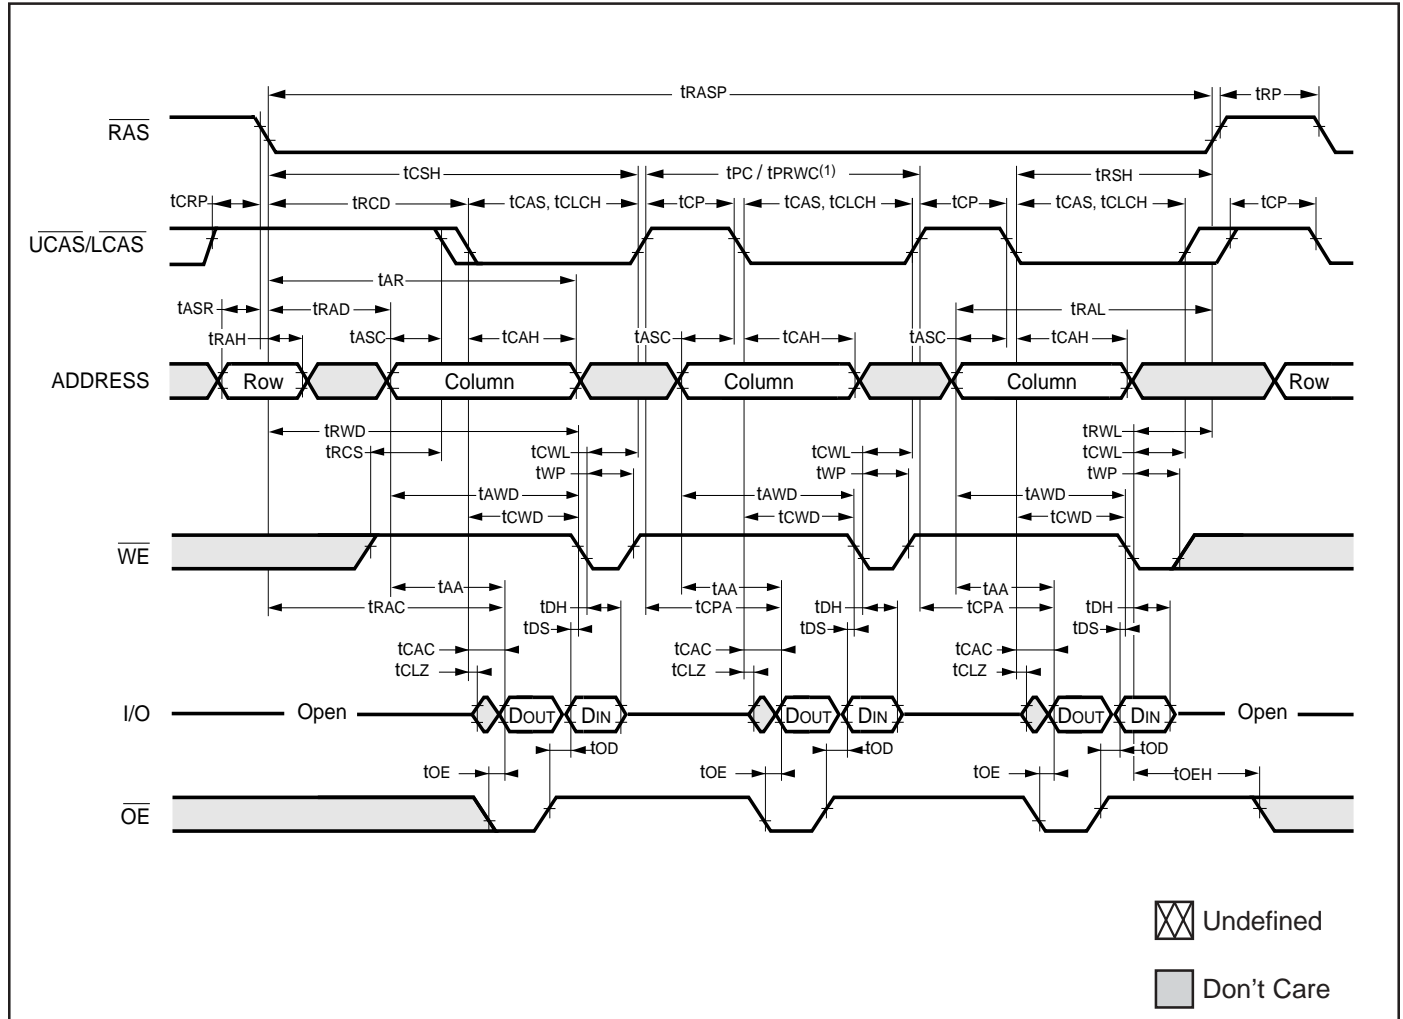 tRASP tRP
RAS
tCSH tPC / tPRWC(1) tRSH
tCRP tRCD tCAS, tCLCH tCP tCAS, tCLCH tCP tCAS, tCLCH tCP
UCAS/LCAS
tAR
tASR tRAD tRAL
tRAH tASC tCAH tASC tCAH tASC tCAH
ADDRESS Row Column Column Column Row
tRWD tRWL
tRCS tCWL tCWL tCWL
tWP tWP tWP
tAWD tAWD tAWD
tCWD tCWD tCWD
WE
tAA tAA tAA
tRAC tDH tCPA tDH tCPA tDH
tDS tDS tDS
tCAC tCAC tCAC
tCLZ tCLZ tCLZ
I/O Open DOUT DIN DOUT DIN DOUT DIN Open
tOD tOD tOD
tOE tOE tOE tOEH
OE
Undefined
Don't Care